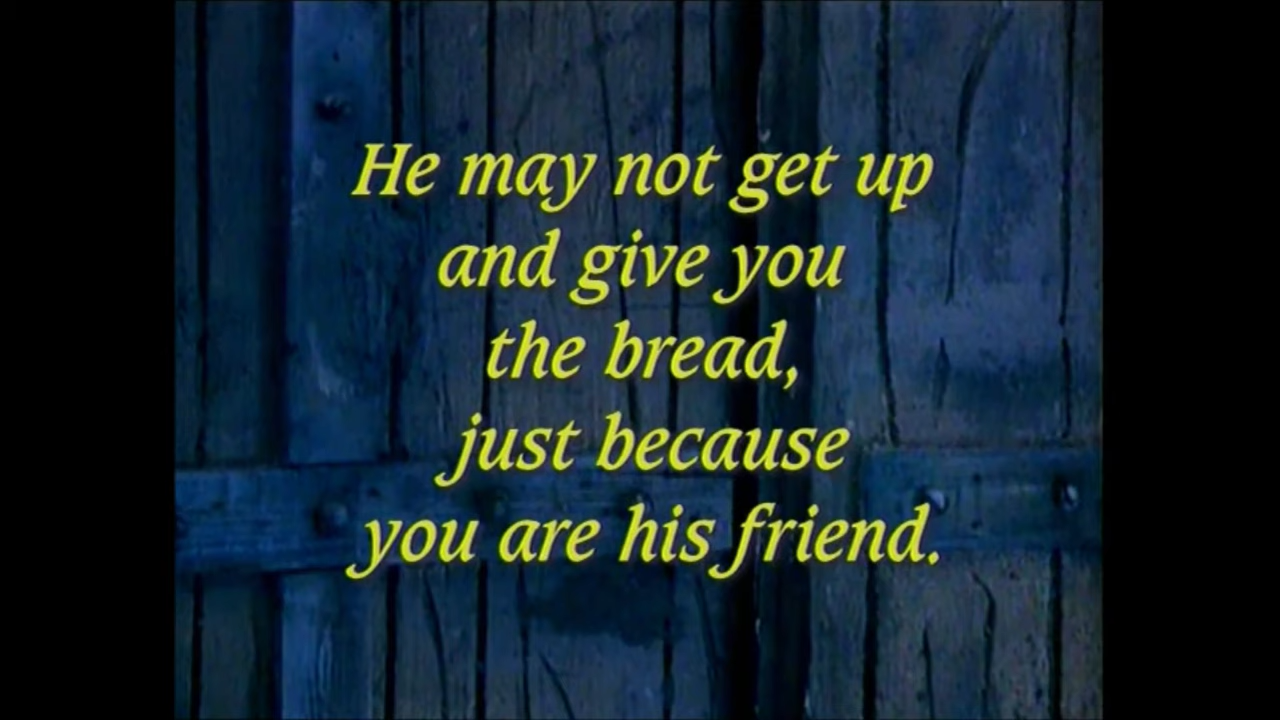 He may not get up
and give you
the bread,
just because
you are his friend.